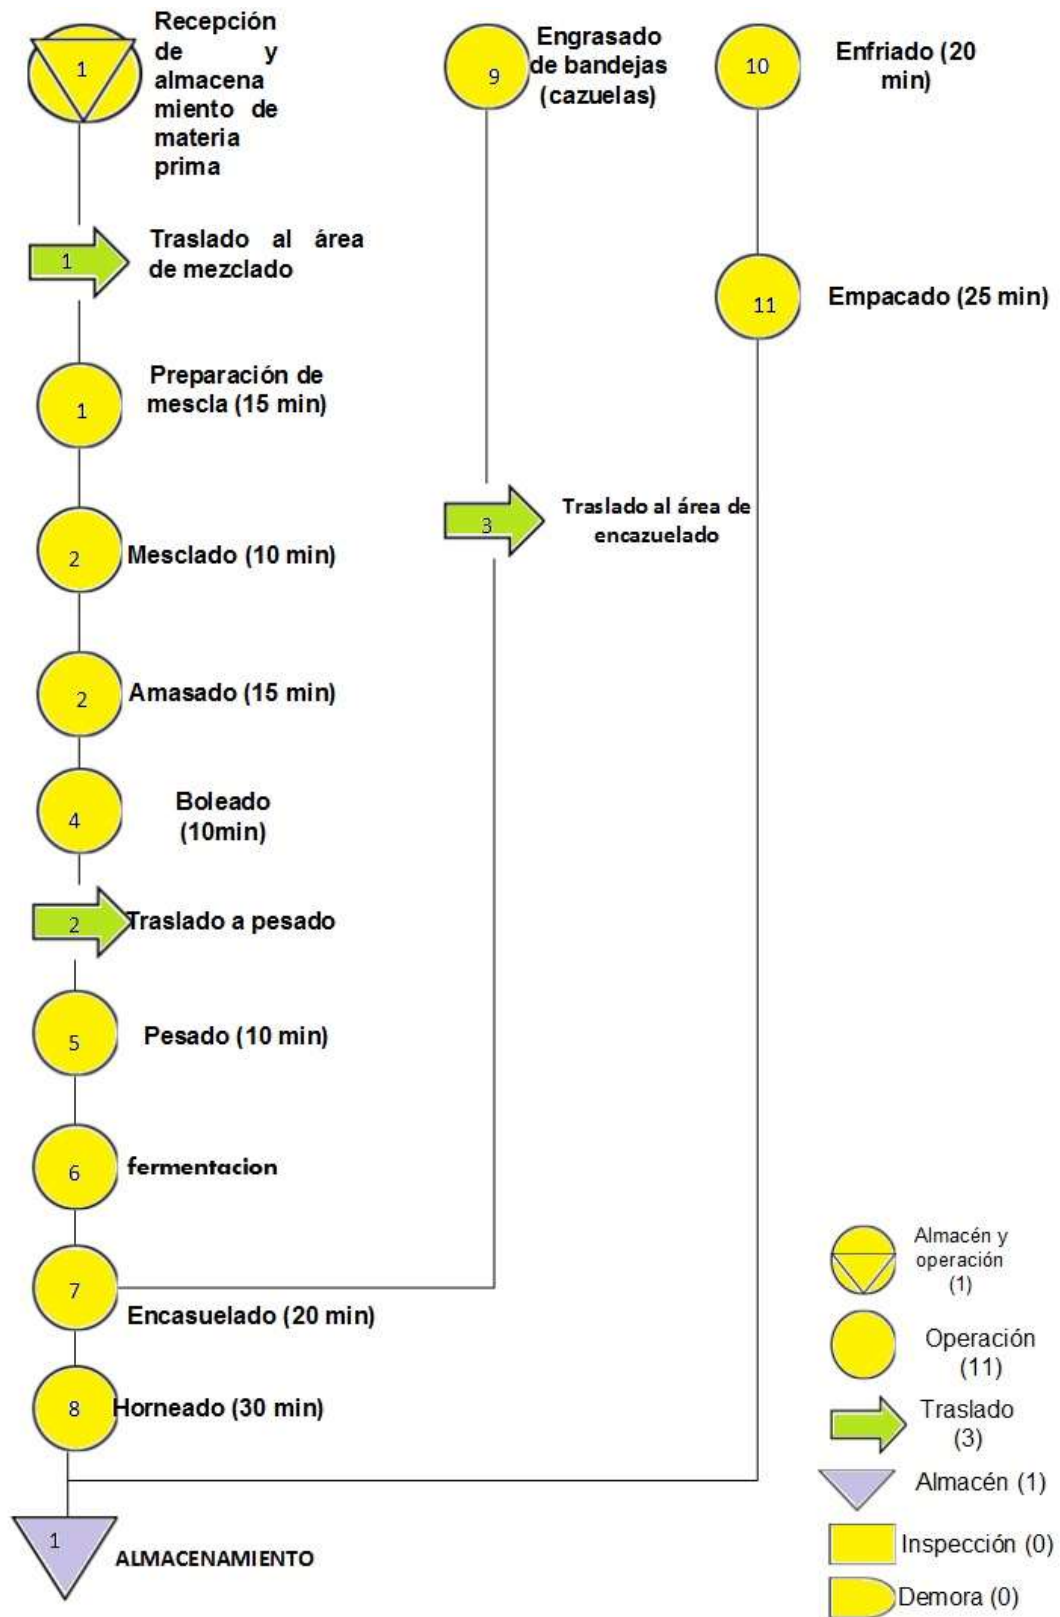 1
Recepción
de y
almacena
miento de
materia
prima
1
Traslado al área
de mezclado
1
Preparación de
mescla (15 min)
2
Mesclado (10 min)
2
Amasado (15 min)
4
Boleado
(10min)
2
Traslado a pesado
5
Pesado (10 min)
6
fermentacion
7
Encasuelado (20 min)
8
Horneado (30 min)
1
ALMACENAMIENTO
9
Engrasado
de bandejas
(cazuelas)
3
Traslado al área de
encazuelado
10
Enfriado (20
min)
11
Empacado (25 min)
Almacén y
operación
(1)
Operación
(11)
Traslado
(3)
Almacén (1)
Inspección (0)
Demora (0)